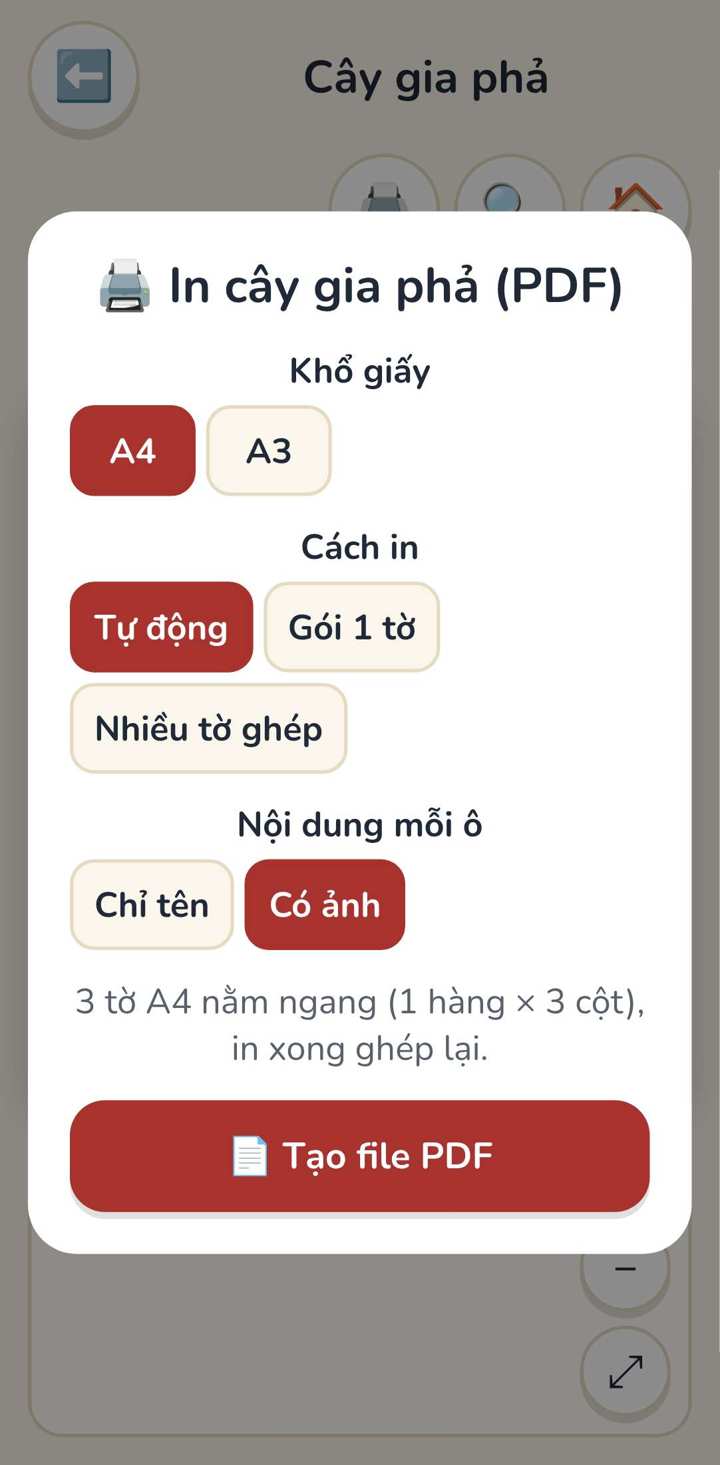 Cây gia phả
In cây gia phả (PDF)
Khổ giấy
A4 A3
Cách in
Tự động Gói 1 tờ
Nhiều tờ ghép
Nội dung mỗi ô
Chỉ tên Có ảnh
3 tờ A4 nằm ngang (1 hàng × 3 cột),
in xong ghép lại.
Tạo file PDF
−